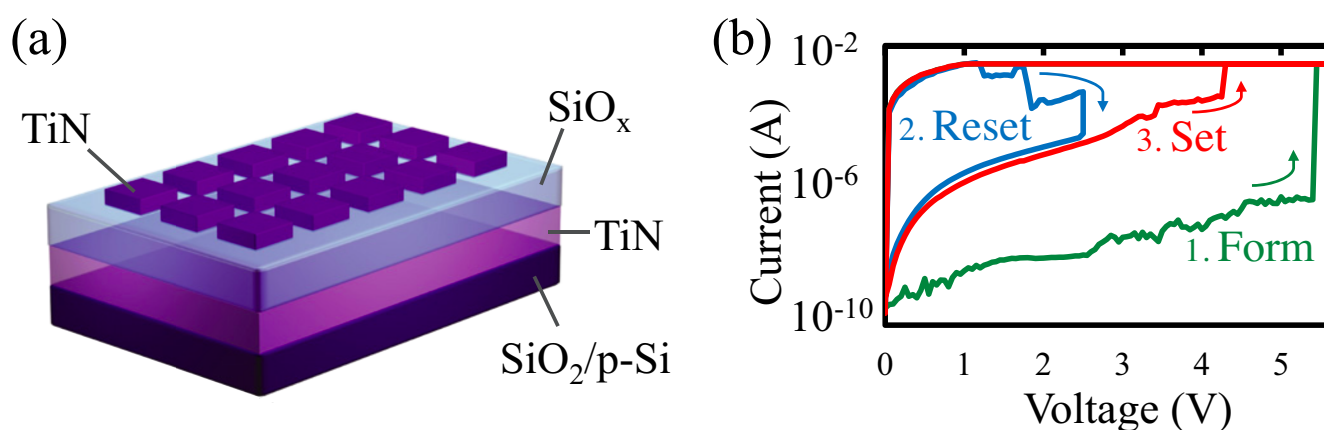 (a)
TiN
SiOₓ
TiN
SiO₂/p-Si
(b)
Current (A)
10⁻²
10⁻⁶
10⁻¹⁰
2. Reset
3. Set
1. Form
0 1 2 3 4 5
Voltage (V)